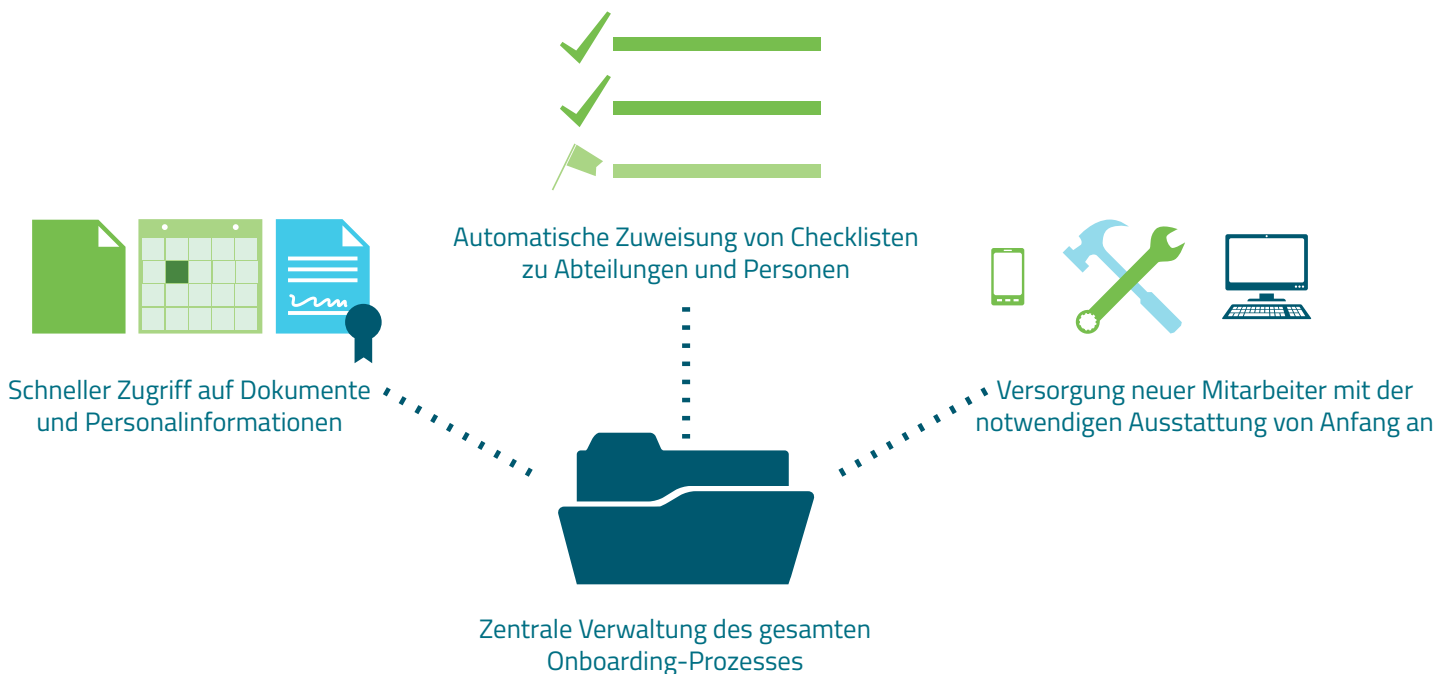 Automatische Zuweisung von Checklisten
zu Abteilungen und Personen
Schneller Zugriff auf Dokumente
und Personalinformationen
Versorgung neuer Mitarbeiter mit der
notwendigen Ausstattung von Anfang an
Zentrale Verwaltung des gesamten
Onboarding-Prozesses